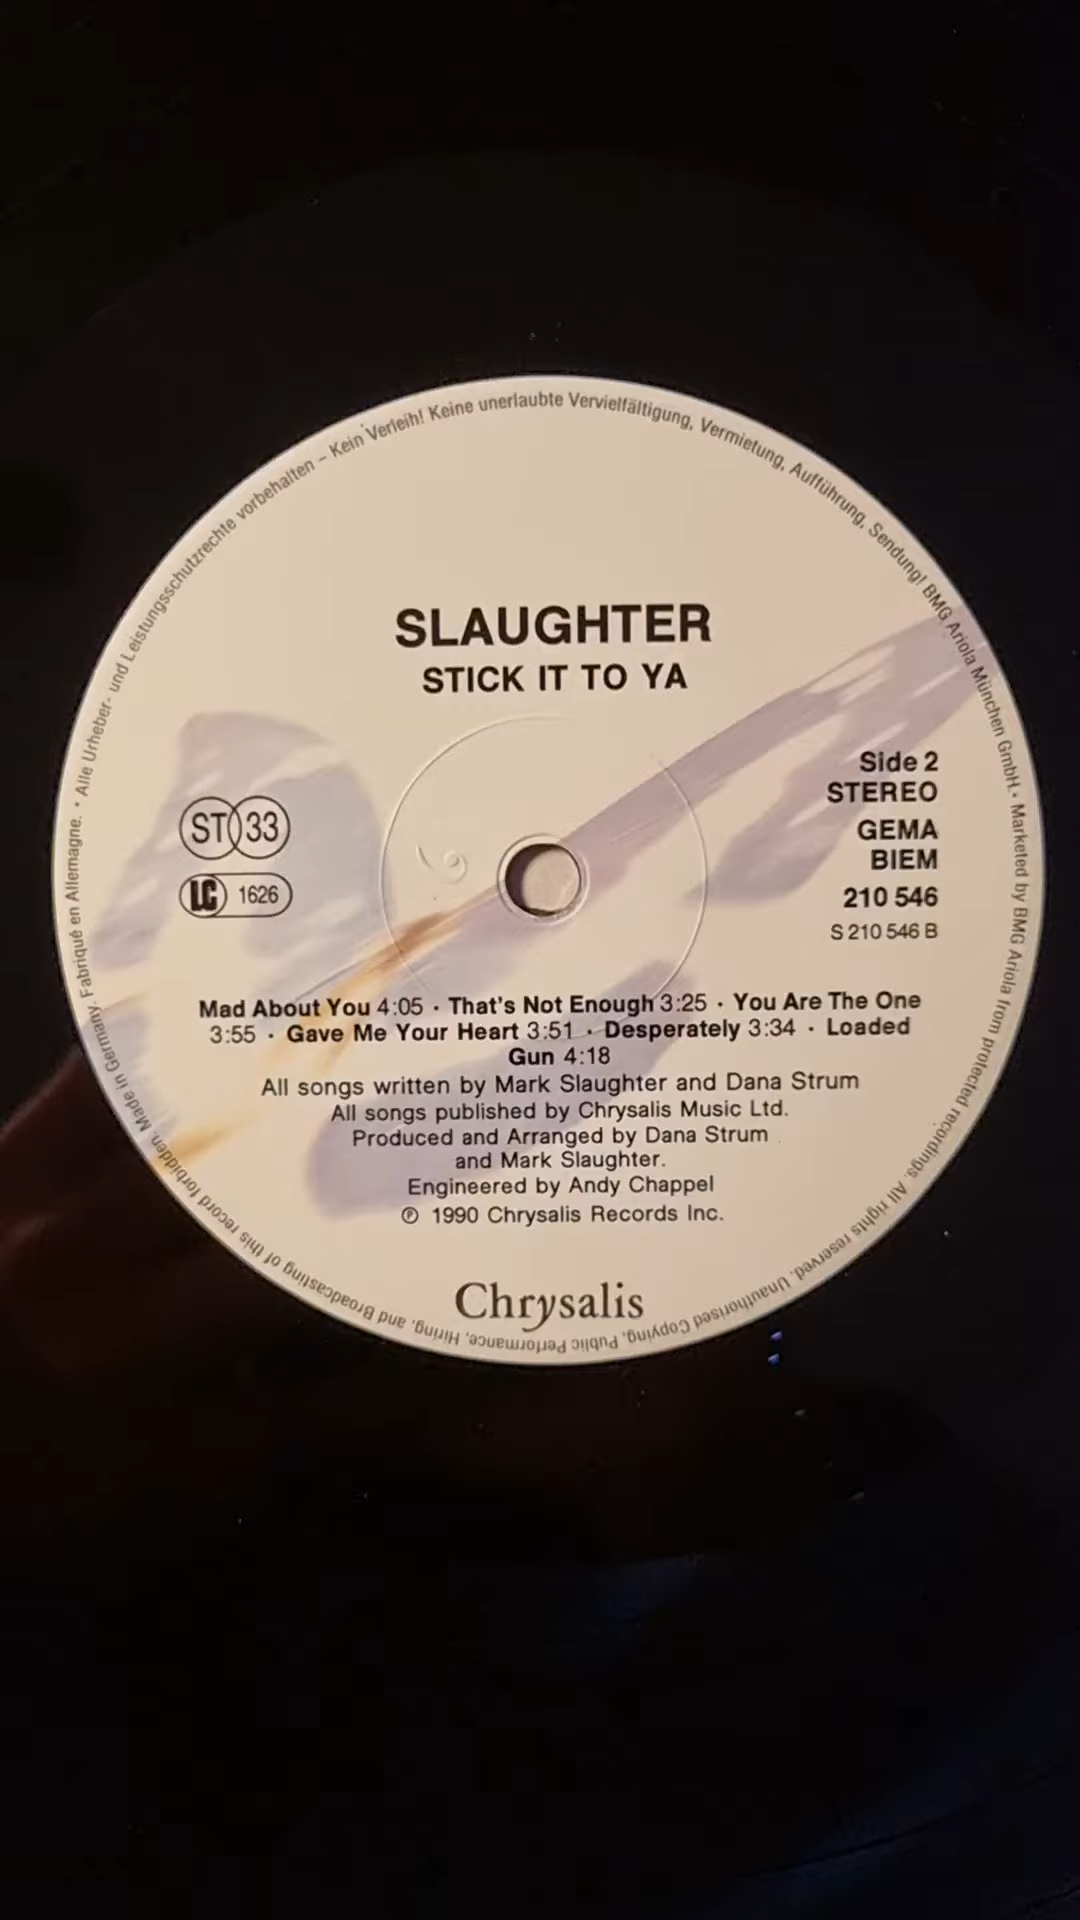 Alle Urheber- und Leistungsschutzrechte vorbehalten – Kein Verleih! Keine unerlaubte Vervielfältigung, Vermietung, Aufführung, Sendung! BMG Ariola München GmbH. • Marketed by BMG Ariola from protected recordings. All rights reserved. Unauthorised Copying, Public Performance, Hiring, and Broadcasting of this record forbidden. Made in Germany. Fabriqué en Allemagne. •
SLAUGHTER
STICK IT TO YA
Side 2
STEREO
ST 33
GEMA
BIEM
LC 1626
210 546
S 210 546 B
Mad About You 4:05 · That's Not Enough 3:25 · You Are The One
3:55 · Gave Me Your Heart 3:51 · Desperately 3:34 · Loaded
Gun 4:18
All songs written by Mark Slaughter and Dana Strum
All songs published by Chrysalis Music Ltd.
Produced and Arranged by Dana Strum
and Mark Slaughter.
Engineered by Andy Chappel
℗ 1990 Chrysalis Records Inc.
Chrysalis